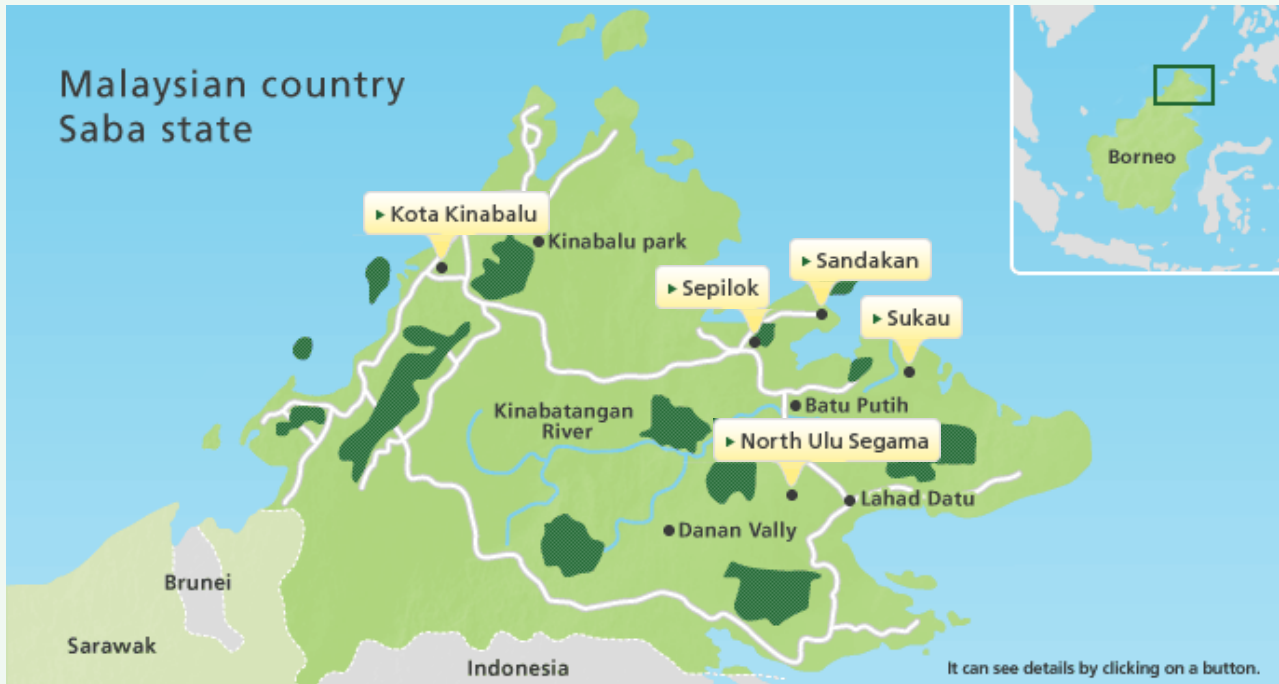 Malaysian country
Saba state
Borneo
Kota Kinabalu
Kinabalu park
Sandakan
Sepilok
Sukau
Kinabatangan
River
Batu Putih
North Ulu Segama
Lahad Datu
Danan Vally
Brunei
Sarawak
Indonesia
It can see details by clicking on a button.